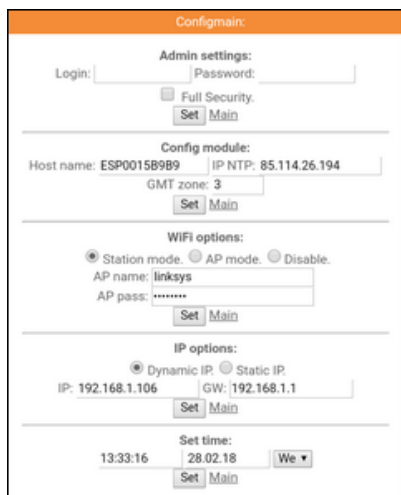 Configmain:
Admin settings:
Login: Password:
Full Security.
Set Main
Config module:
Host name: ESP0015B9B9 IP NTP: 85.114.26.194
GMT zone: 3
Set Main
WiFi options:
Station mode. AP mode. Disable.
AP name: linksys
AP pass: ••••••••
Set Main
IP options:
Dynamic IP. Static IP.
IP: 192.168.1.106 GW: 192.168.1.1
Set Main
Set time:
13:33:16 28.02.18 We ▾
Set Main